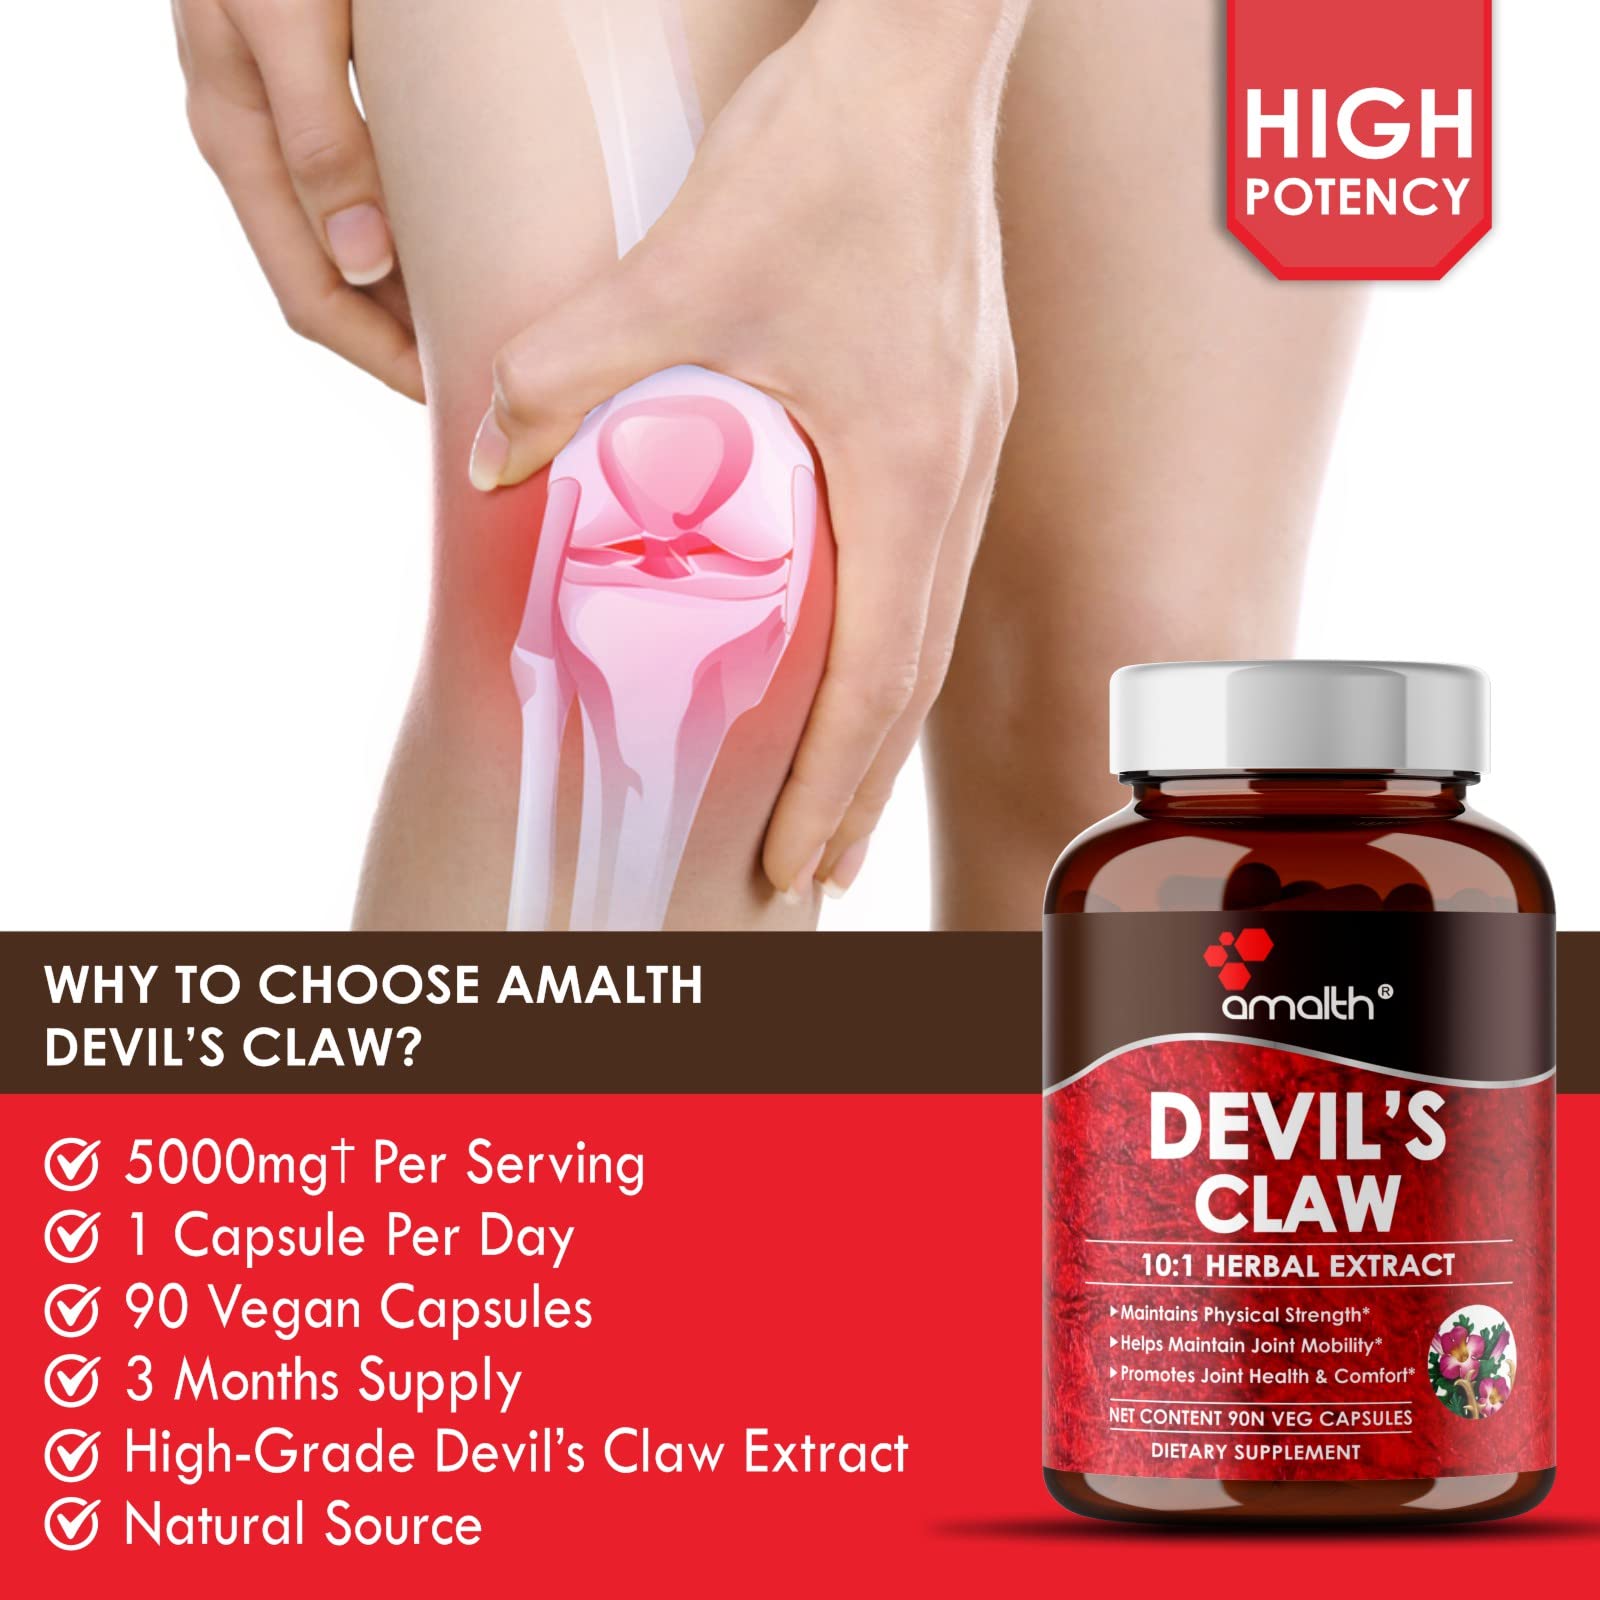 HIGH
POTENCY
WHY TO CHOOSE AMALTH
DEVIL'S CLAW?
5000mg† Per Serving
1 Capsule Per Day
90 Vegan Capsules
3 Months Supply
High-Grade Devil's Claw Extract
Natural Source
amalth®
DEVIL'S
CLAW
10:1 HERBAL EXTRACT
Maintains Physical Strength*
Helps Maintain Joint Mobility*
Promotes Joint Health & Comfort*
NET CONTENT 90N VEG CAPSULES
DIETARY SUPPLEMENT